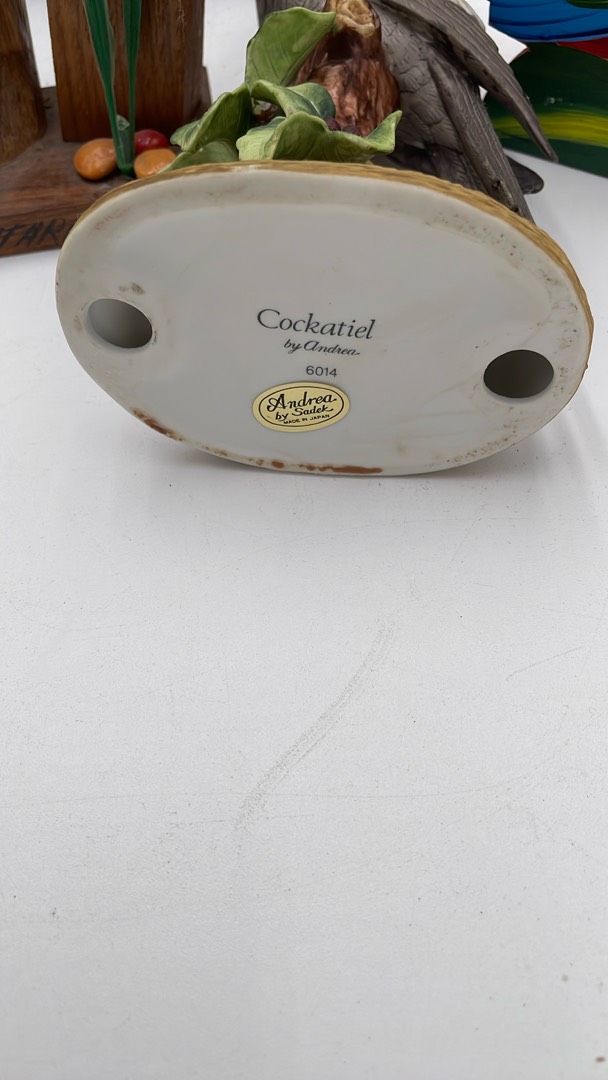 Cockatiel
by Andrea
6014
Andrea
by Sadek
MADE IN JAPAN